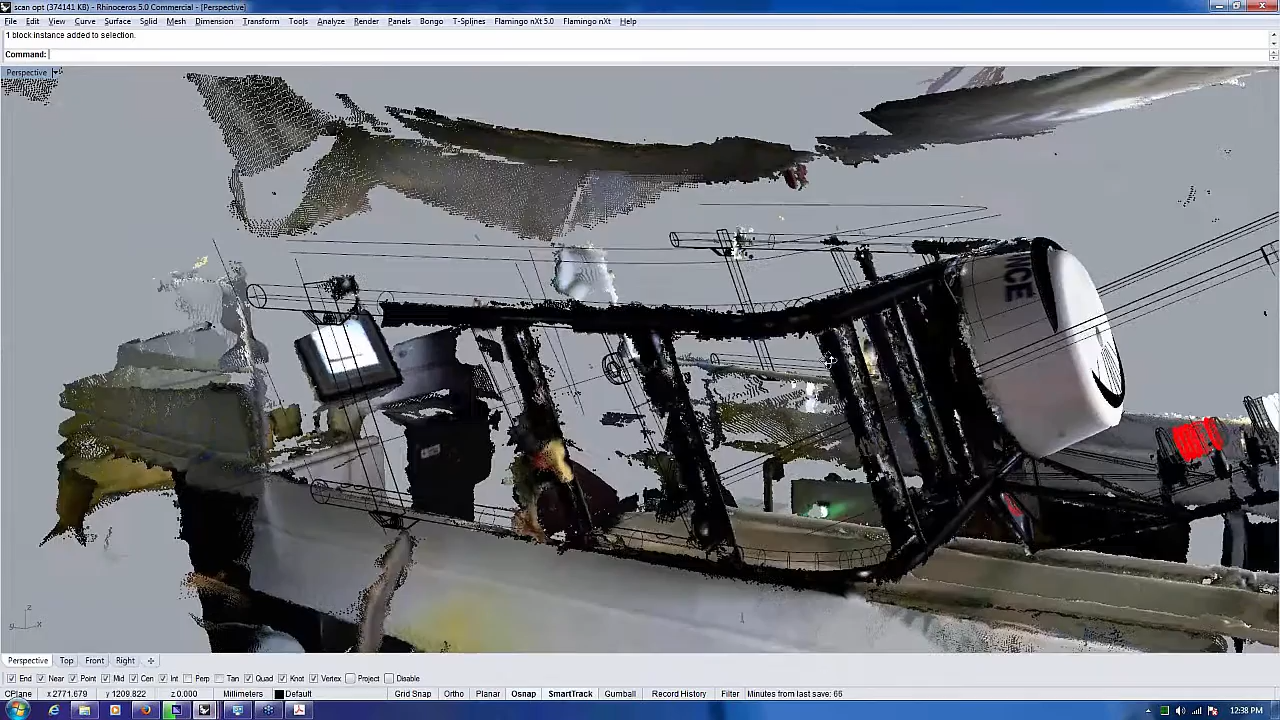 scan opt (374141 KB) - Rhinoceros 5.0 Commercial - [Perspective]
File Edit View Curve Surface Solid Mesh Dimension Transform Tools Analyze Render Panels Bongo T-Splines Flamingo nXt 5.0 Flamingo nXt Help
1 block instance added to selection.
Command:
Perspective
NCE
z
y x
Perspective Top Front Right
End Near Point Mid Cen Int Perp Tan Quad Knot Vertex Project Disable
CPlane x 2771.679 y 1209.822 z 0.000 Millimeters Default Grid Snap Ortho Planar Osnap SmartTrack Gumball Record History Filter Minutes from last save: 66
12:38 PM